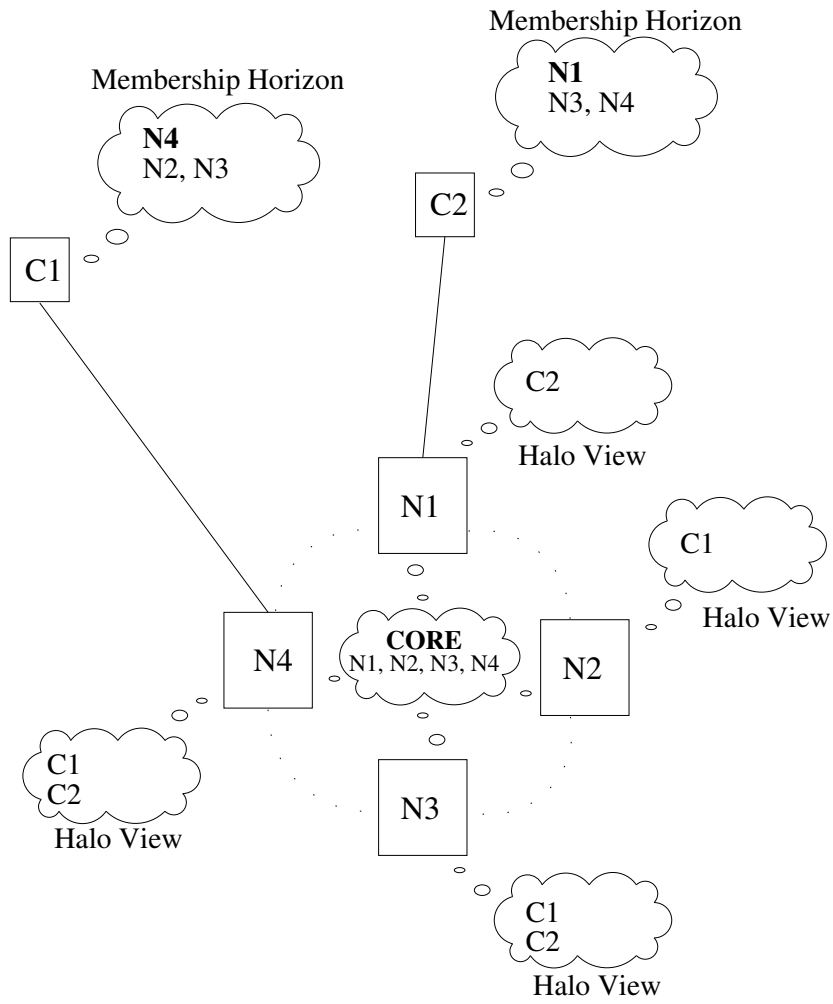 Membership Horizon
N1
N3, N4
Membership Horizon
N4
N2, N3
C2
C1
C2
Halo View
N1
C1
Halo View
CORE
N1, N2, N3, N4
N4
N2
C1
C2
Halo View
N3
C1
C2
Halo View